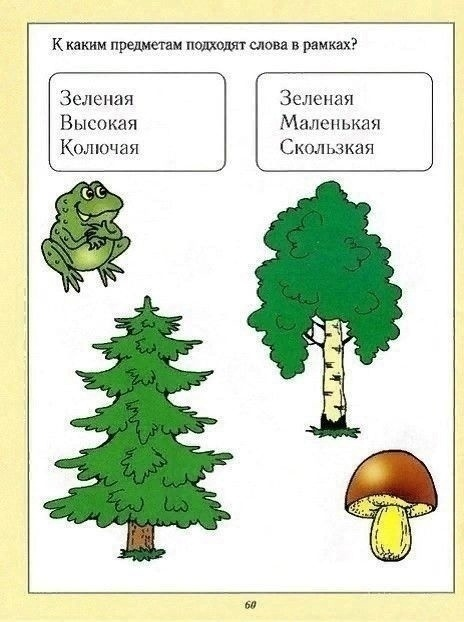 К каким предметам подходят слова в рамках?
Зеленая
Высокая
Колючая
Зеленая
Маленькая
Скользкая
60